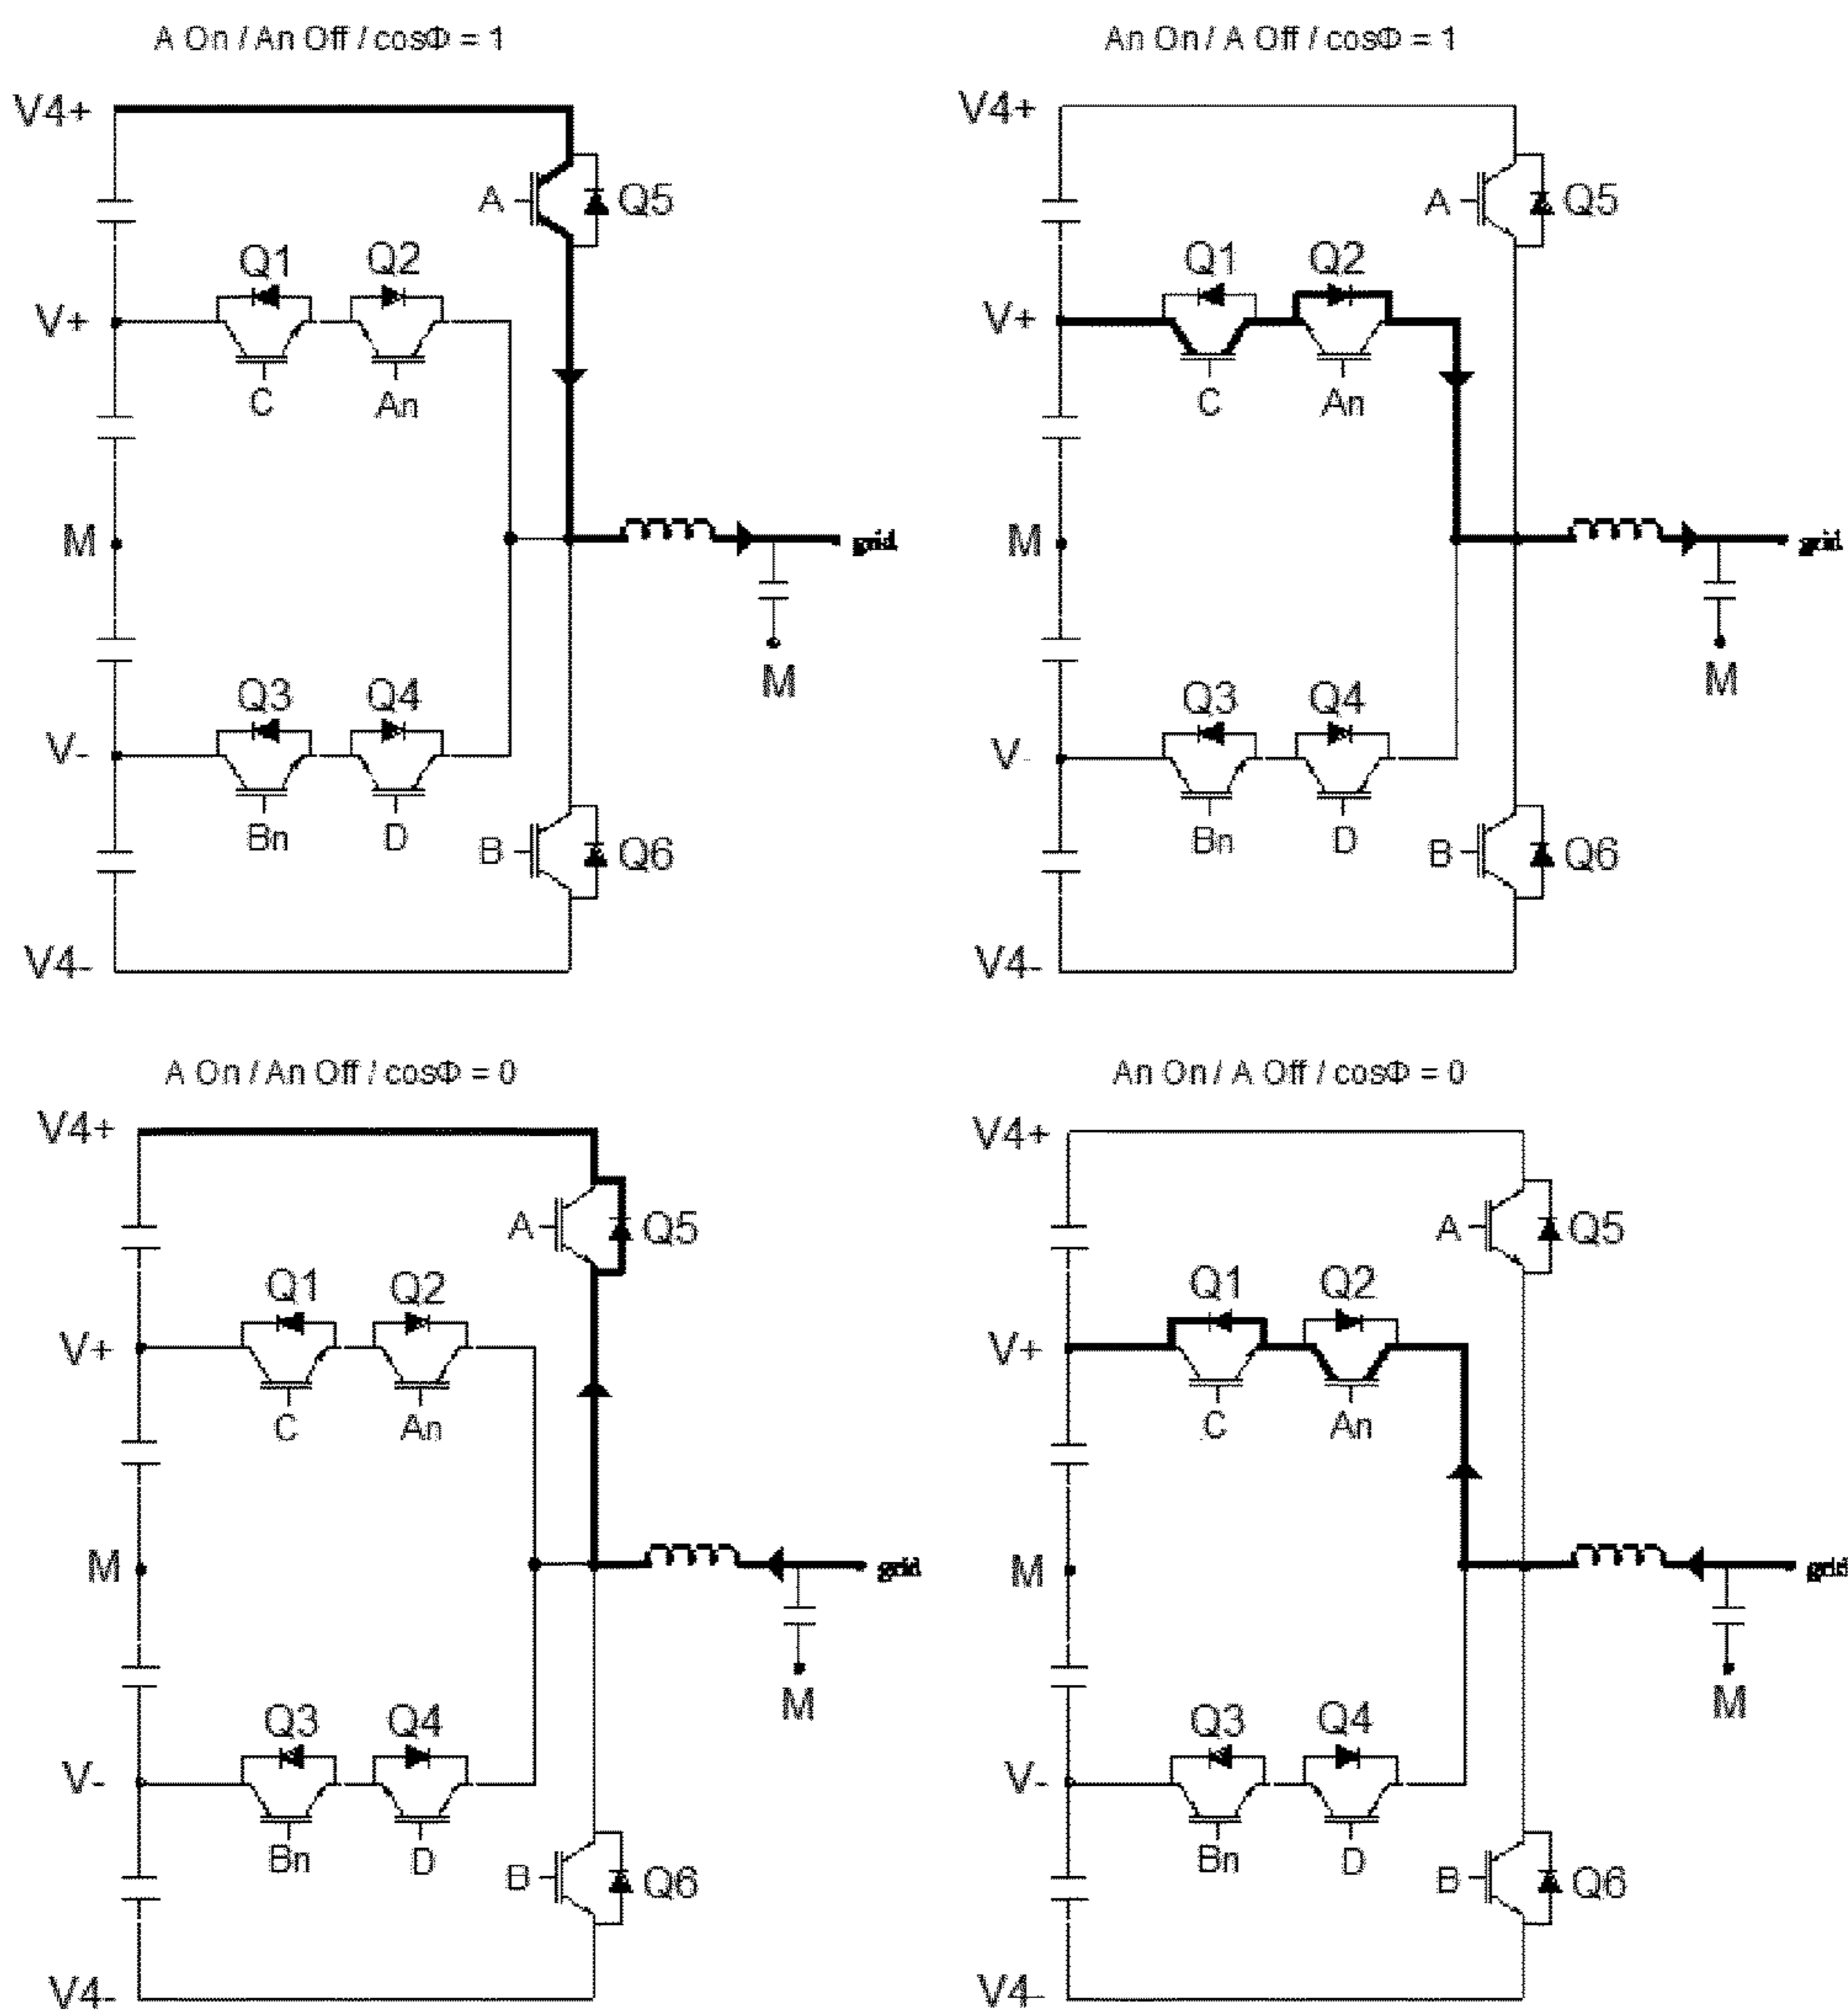 A On / An Off / cosΦ = 1
V4+
A
Q5
Q1
Q2
V+
C
An
M
grid
M
Q3
Q4
V-
Bn
D
B
Q6
V4-
An On / A Off / cosΦ = 1
V4+
A
Q5
Q1
Q2
V+
C
An
M
grid
M
Q3
Q4
V-
Bn
D
B
Q6
V4-
A On / An Off / cosΦ = 0
V4+
A
Q5
Q1
Q2
V+
C
An
M
grid
M
Q3
Q4
V-
Bn
D
B
Q6
V4-
An On / A Off / cosΦ = 0
V4+
A
Q5
Q1
Q2
V+
C
An
M
grid
M
Q3
Q4
V-
Bn
D
B
Q6
V4-